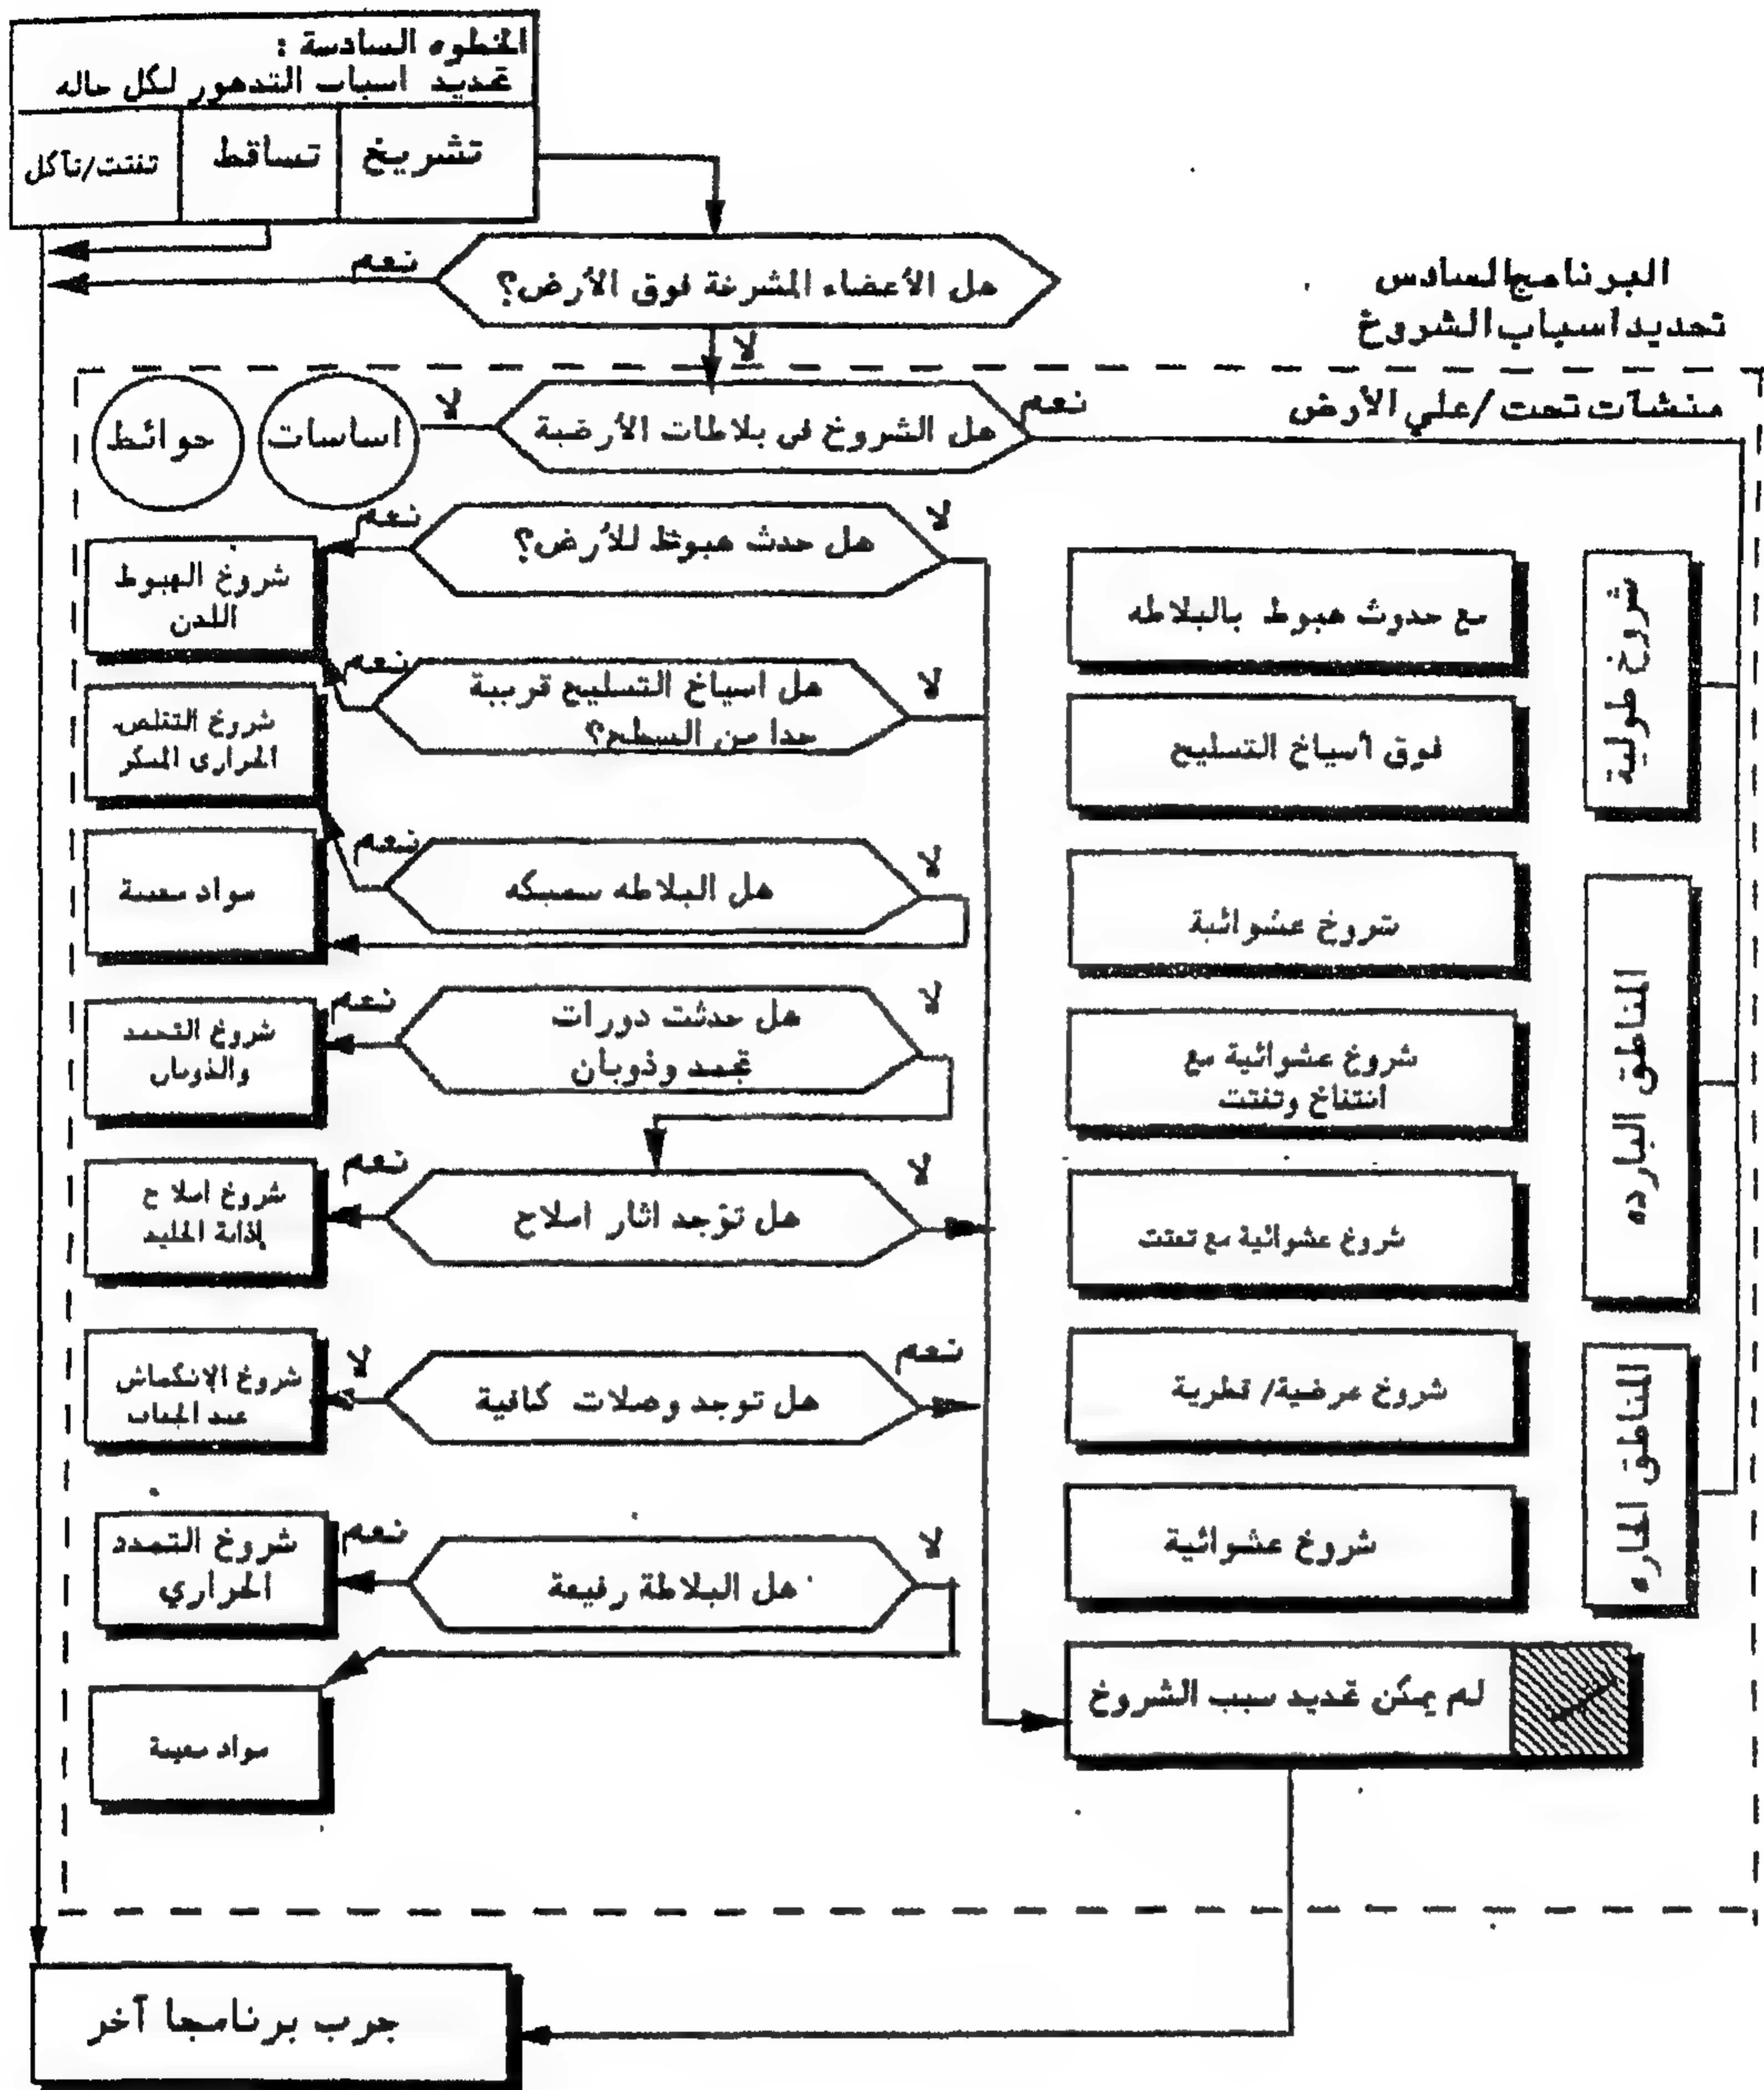 الخطوه السادسة :
تحديد اسباب التدهور لكل حاله
تشريخ
تساقط
تفتت/تآكل
نعم
هل الأعضاء المشرخة فوق الأرض؟
لا
البرنامج السادس
تحديد اسباب الشروخ
منشآت تحت /علي الأرض
نعم
هل الشروخ في بلاطات الأرضية
لا
اساسات
حوائط
شروخ طولية
مع حدوث هبوط بالبلاطه
لا
هل حدث هبوط للأرض؟
نعم
شروخ الهبوط
اللدن
فوق أسياخ التسليح
لا
هل اسياخ التسليح قريبة
جدا من السطح؟
نعم
شروخ التقلص
الحراري المبكر
المناطق البارده
شروخ عشوائية
لا
هل البلاطه سميكه
نعم
مواد معيبة
شروخ عشوائية مع
انتفاخ وتفتت
لا
هل حدثت دورات
تجمد وذوبان
نعم
شروخ التجمد
والذوبان
شروخ عشوائية مع تفتت
لا
هل توجد اثار املاح
نعم
شروخ املاح
إذابة الجليد
المناطق الحاره
شروخ عرضية/ قطرية
نعم
هل توجد وصلات كافية
لا
شروخ الإنكماش
عند الجفاف
شروخ عشوائية
لا
هل البلاطة رفيعة
نعم
شروخ التمدد
الحراري
لم يمكن تحديد سبب الشروخ
مواد معيبة
جرب برنامجا آخر